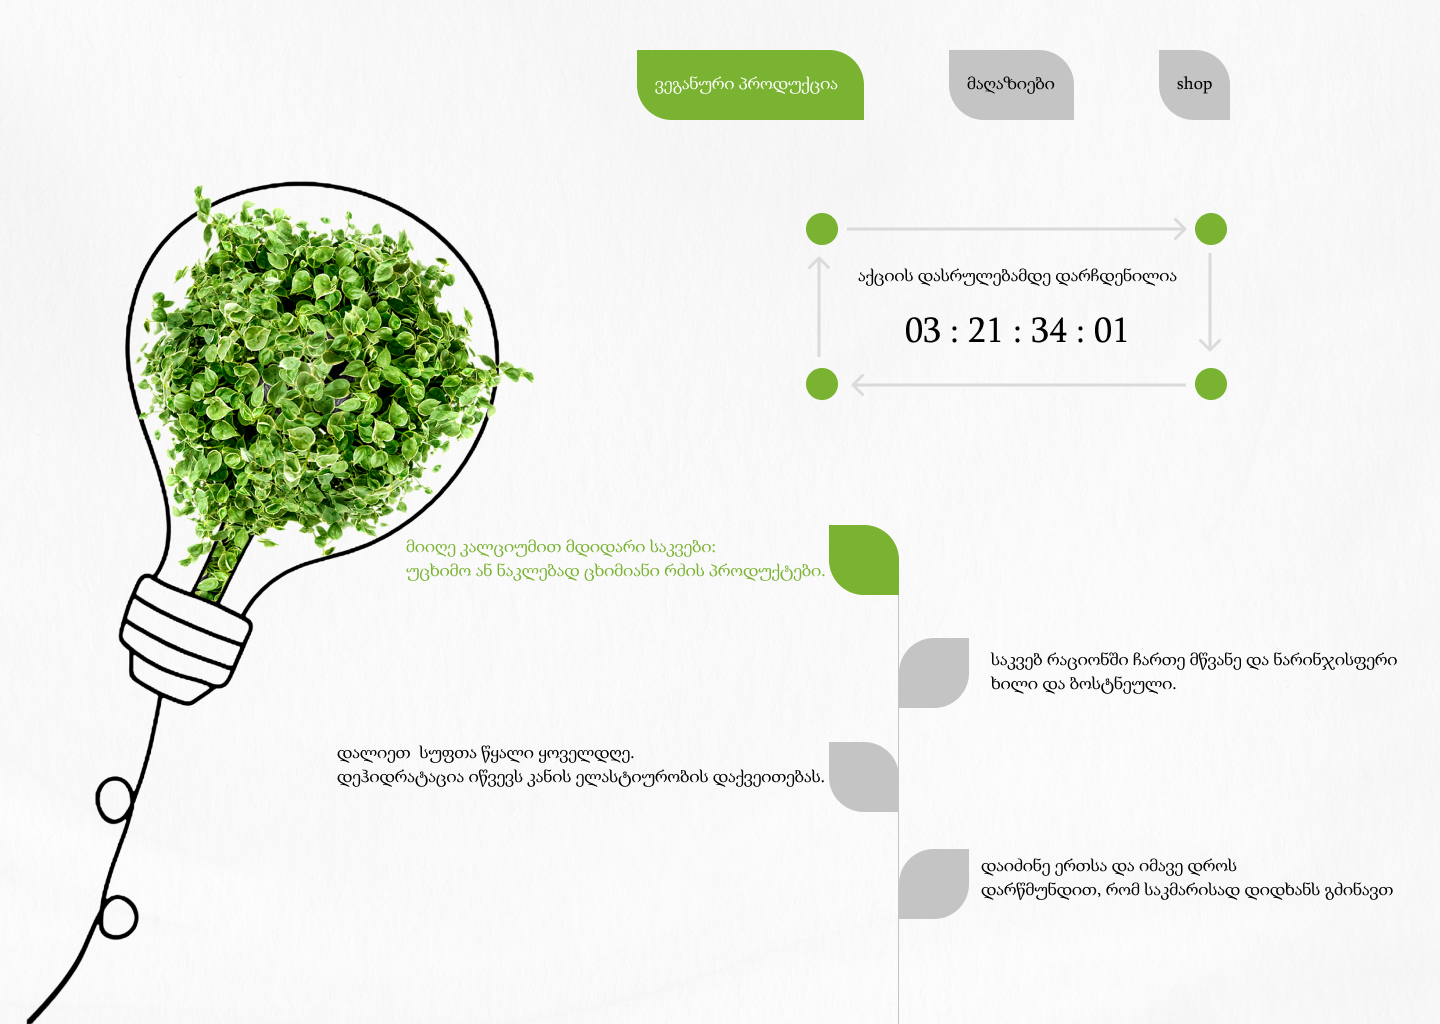 ვეგანური პროდუქცია
მაღაზიები
shop
აქციის დასრულებამდე დარჩდენილია
03 : 21 : 34 : 01
მიიღე კალციუმით მდიდარი საკვები:
უცხიმო ან ნაკლებად ცხიმიანი რძის პროდუქტები.
საკვებ რაციონში ჩართე მწვანე და ნარინჯისფერი
ხილი და ბოსტნეული.
დალიეთ სუფთა წყალი ყოველდღე.
დეჰიდრატაცია იწვევს კანის ელასტიურობის დაქვეითებას.
დაიძინე ერთსა და იმავე დროს
დარწმუნდით, რომ საკმარისად დიდხანს გძინავთ